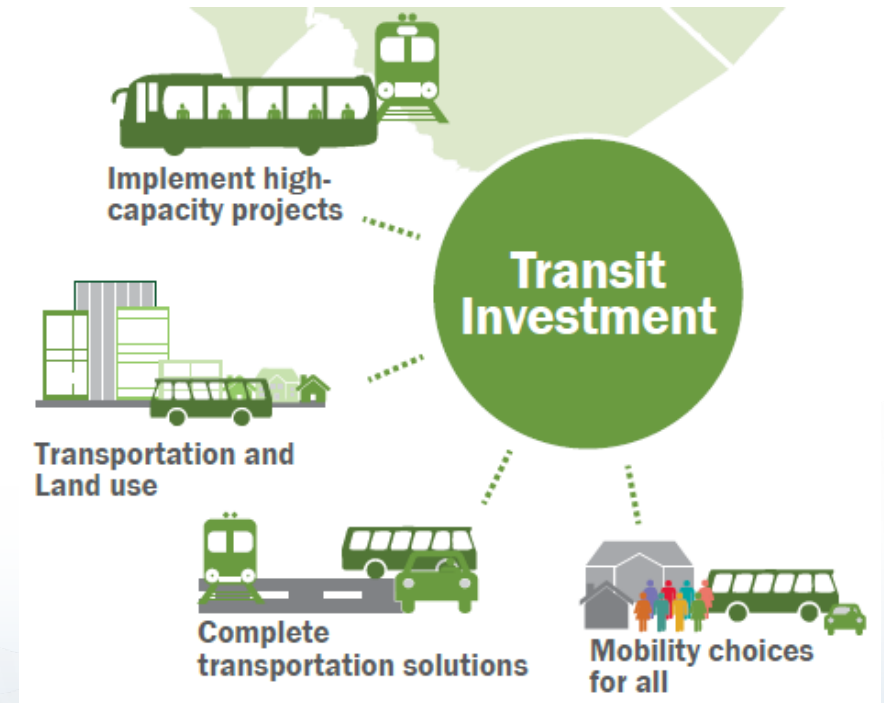 Implement high-
capacity projects
Transit
Investment
Transportation and
Land use
Complete
transportation solutions
Mobility choices
for all